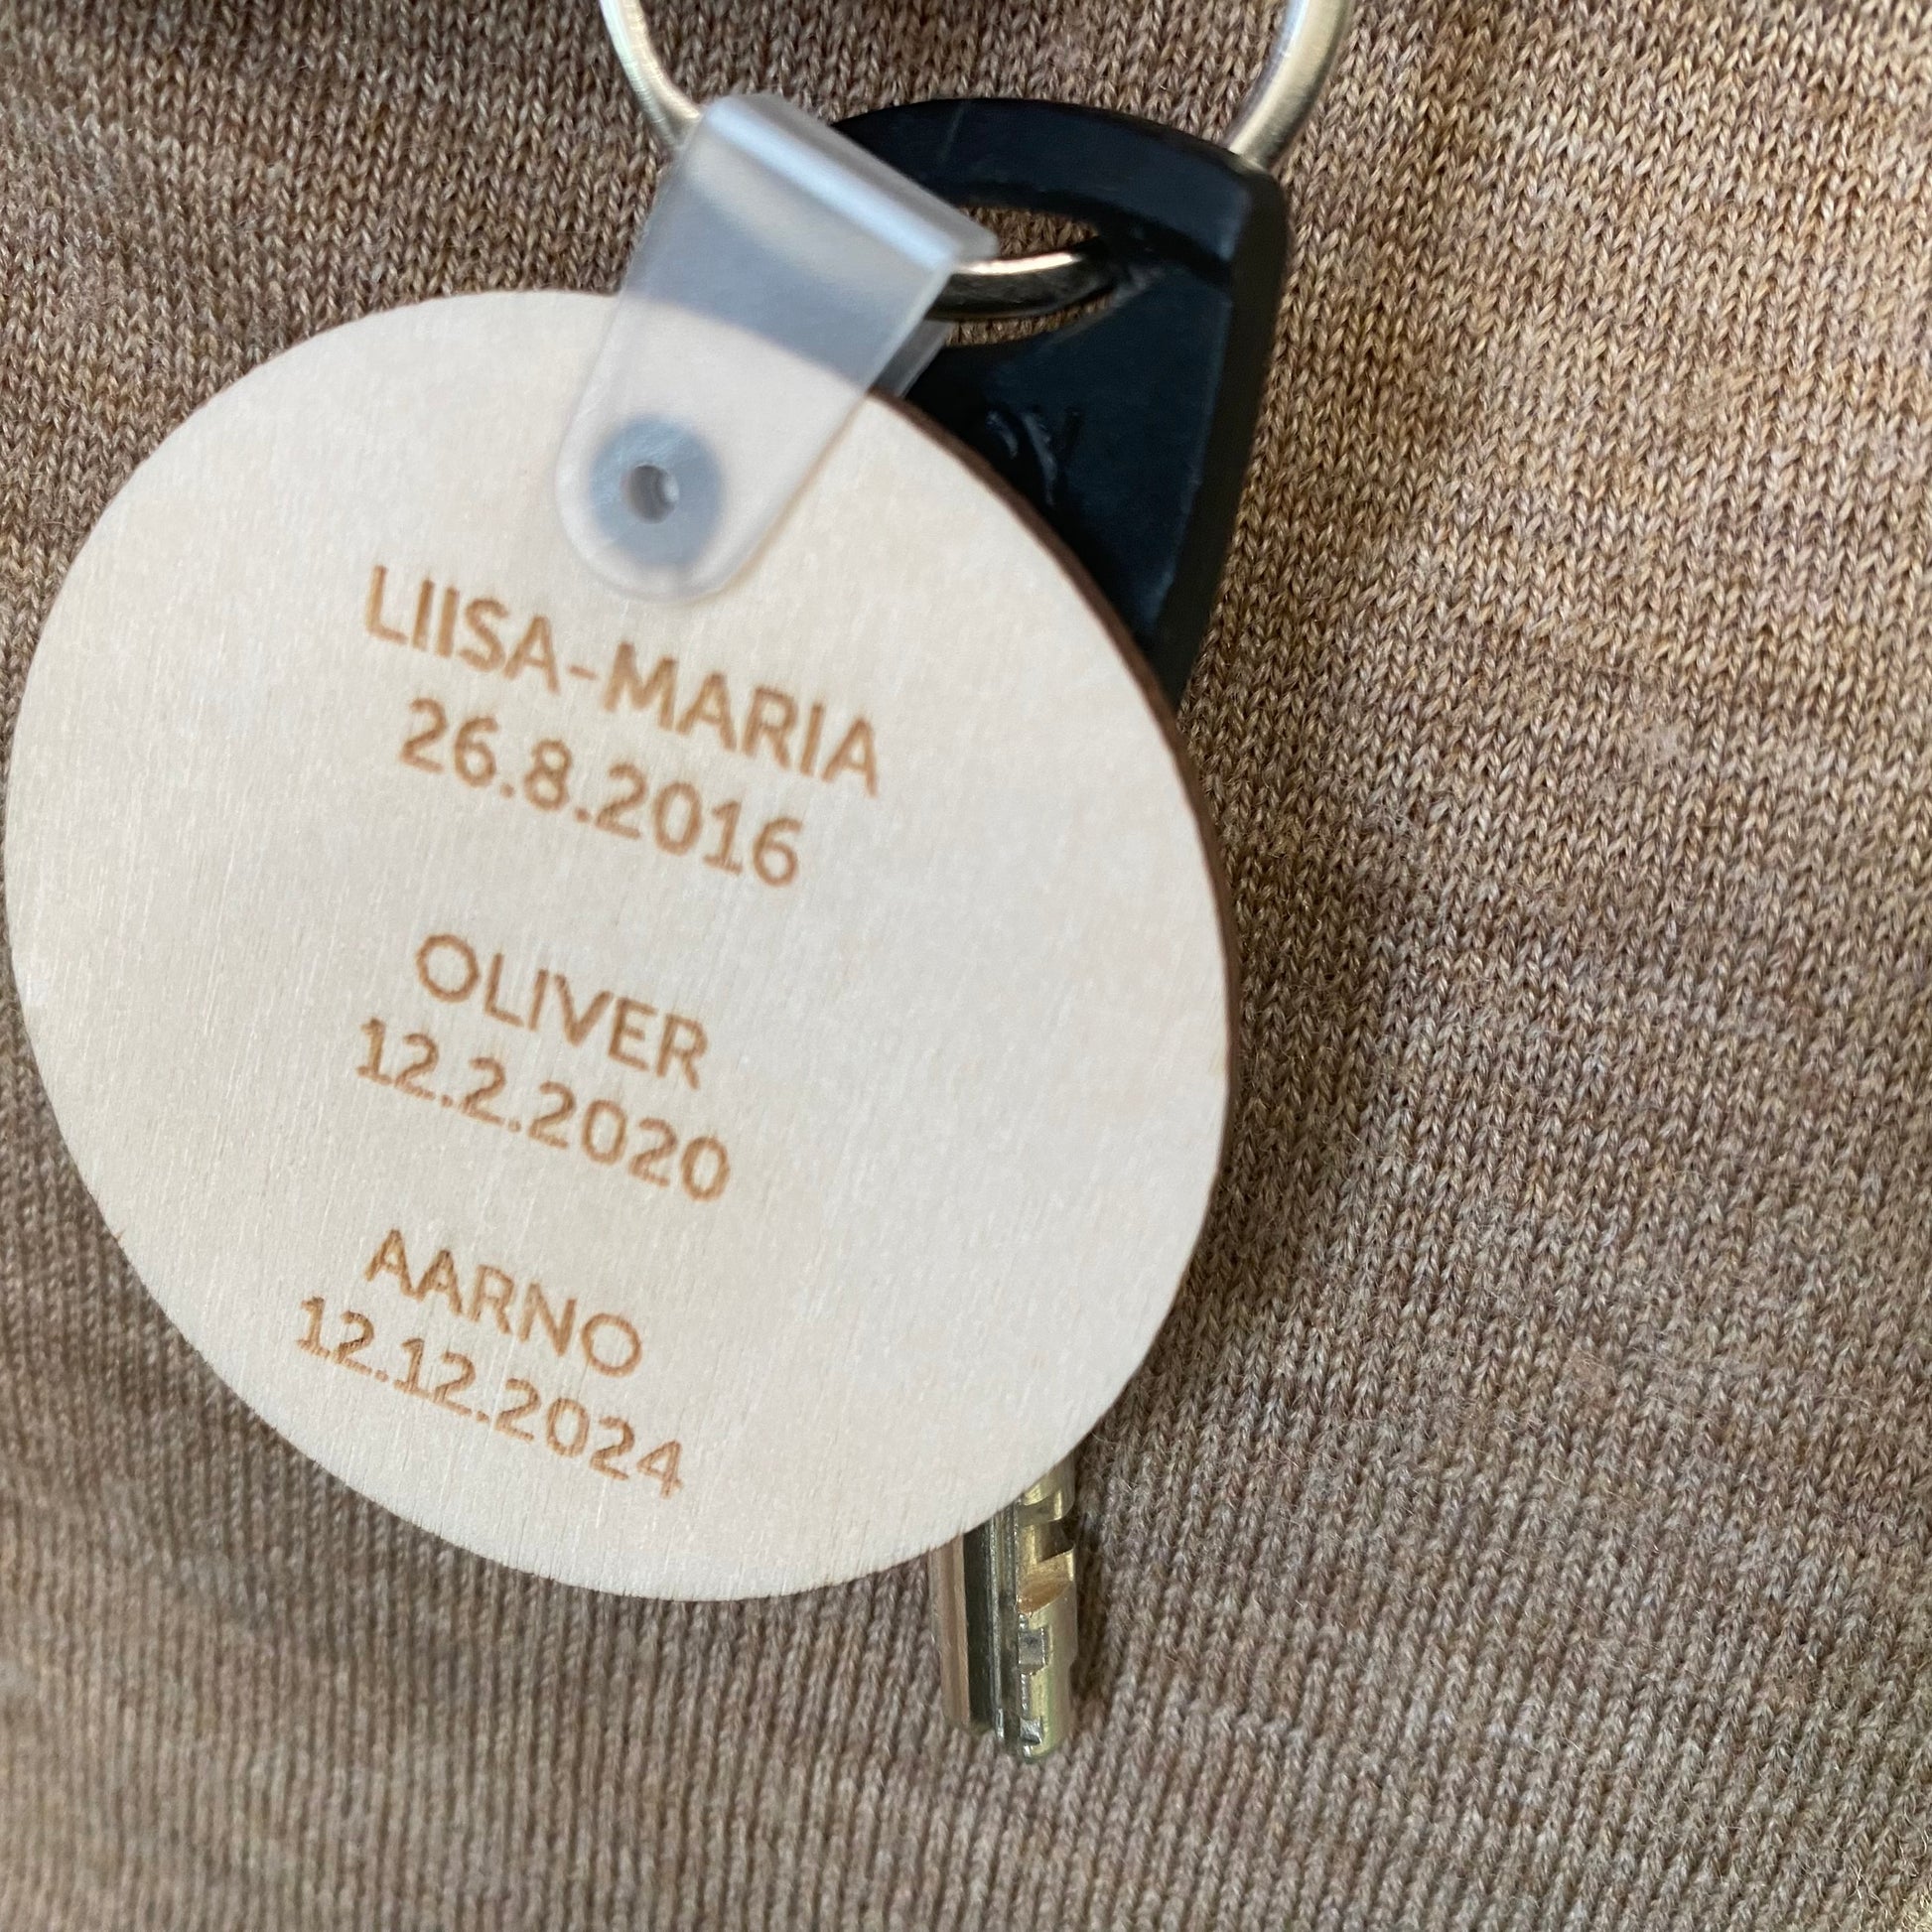 LIISA-MARIA
26.8.2016
OLIVER
12.2.2020
AARNO
12.12.2024